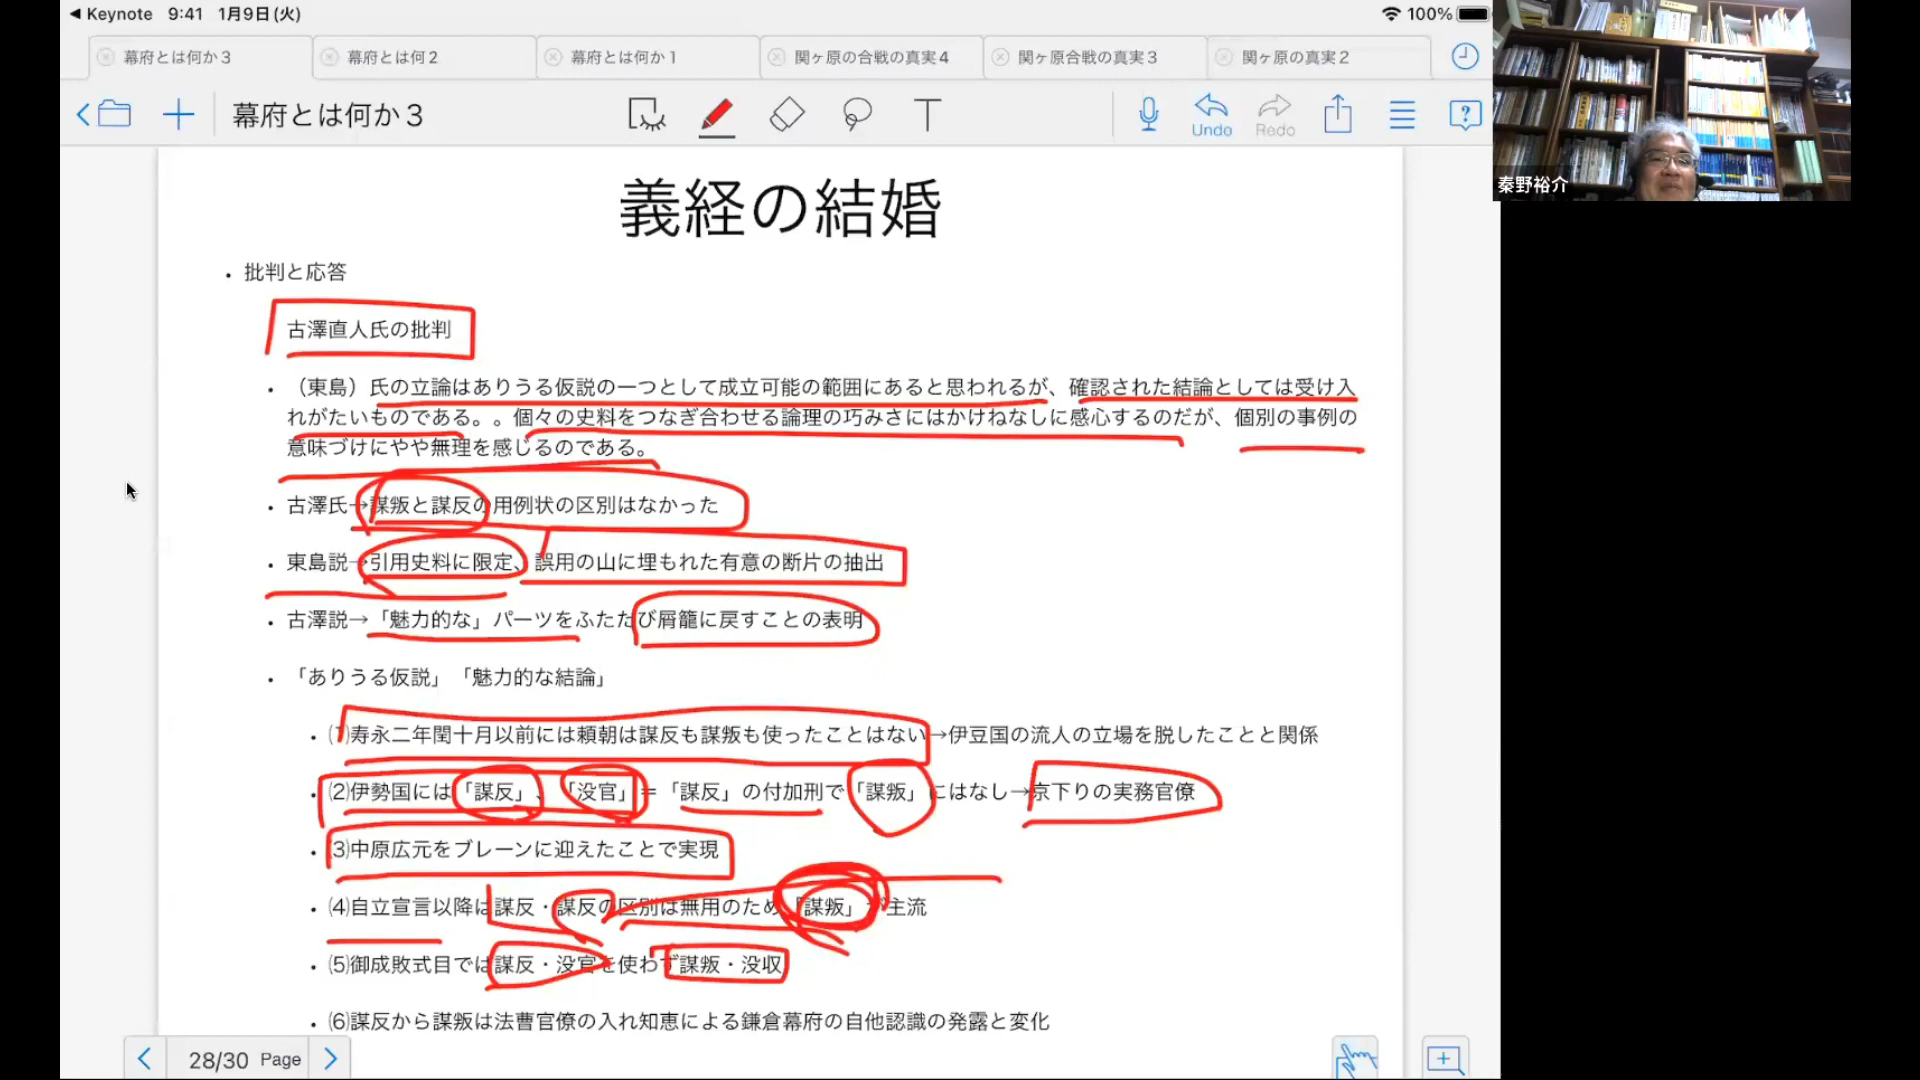 Keynote 9:41 1月9日(火) 100%
幕府とは何か3 幕府とは何2 幕府とは何か1 関ヶ原の合戦の真実4 関ヶ原合戦の真実3 関ヶ原の真実2
幕府とは何か3 T Undo Redo ?
秦野裕介
義経の結婚
・批判と応答
古澤直人氏の批判
・（東島）氏の立論はありうる仮説の一つとして成立可能の範囲にあると思われるが、確認された結論としては受け入
れがたいものである。。個々の史料をつなぎ合わせる論理の巧みさにはかけねなしに感心するのだが、個別の事例の
意味づけにやや無理を感じるのである。
・古澤氏→謀叛と謀反の用例状の区別はなかった
・東島説→引用史料に限定、誤用の山に埋もれた有意の断片の抽出
・古澤説→「魅力的な」パーツをふたたび屑籠に戻すことの表明
・「ありうる仮説」「魅力的な結論」
・⑴寿永二年閏十月以前には頼朝は謀反も謀叛も使ったことはない→伊豆国の流人の立場を脱したことと関係
・⑵伊勢国には「謀反」、「没官」＝「謀反」の付加刑で「謀叛」にはなし→京下りの実務官僚
・⑶中原広元をブレーンに迎えたことで実現
・⑷自立宣言以降は謀反・謀反の区別は無用のため「謀叛」が主流
・⑸御成敗式目では謀反・没官を使わず謀叛・没収
・⑹謀反から謀叛は法曹官僚の入れ知恵による鎌倉幕府の自他認識の発露と変化
28/30 Page